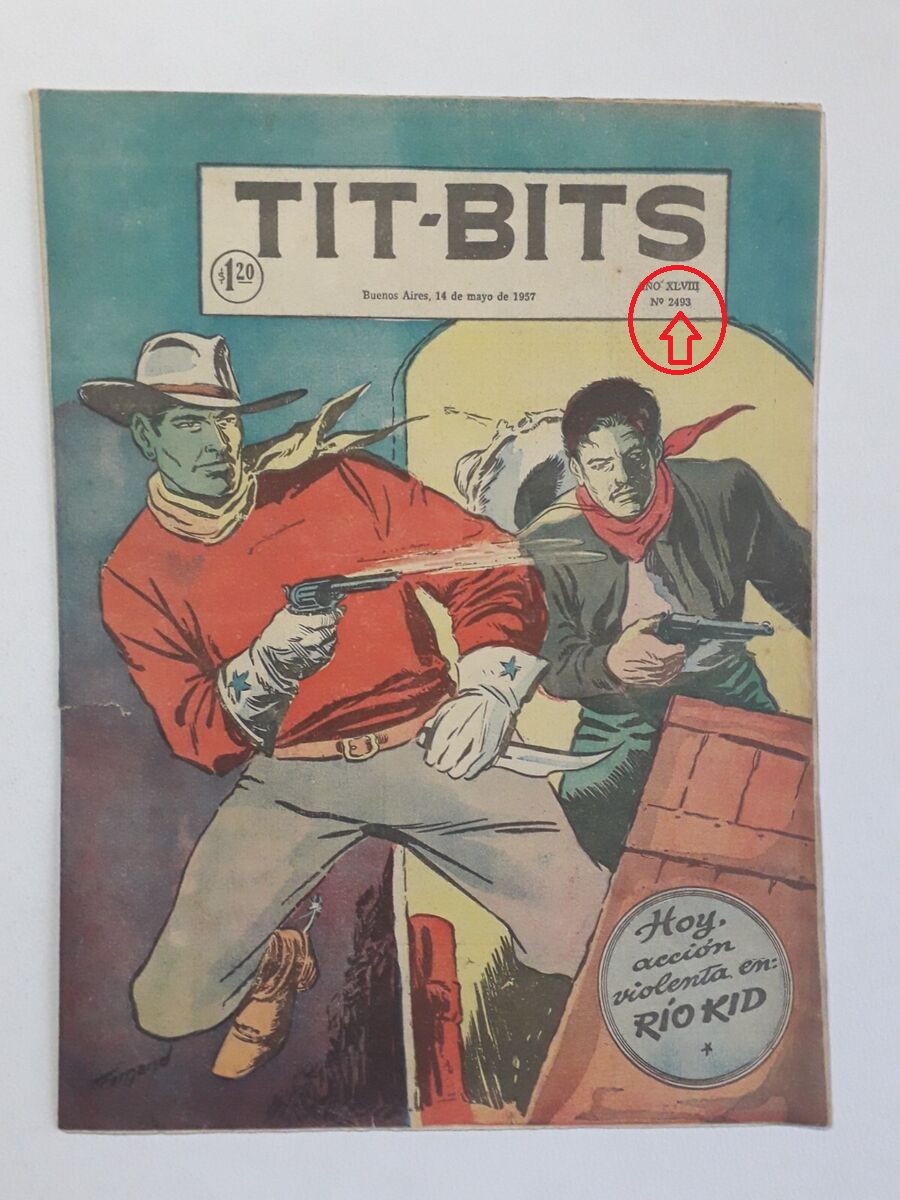 TIT-BITS
$1.20
Buenos Aires, 14 de mayo de 1957
AÑO XLVIII
Nº 2493
Hoy,
acción
violenta en:
RÍO KID